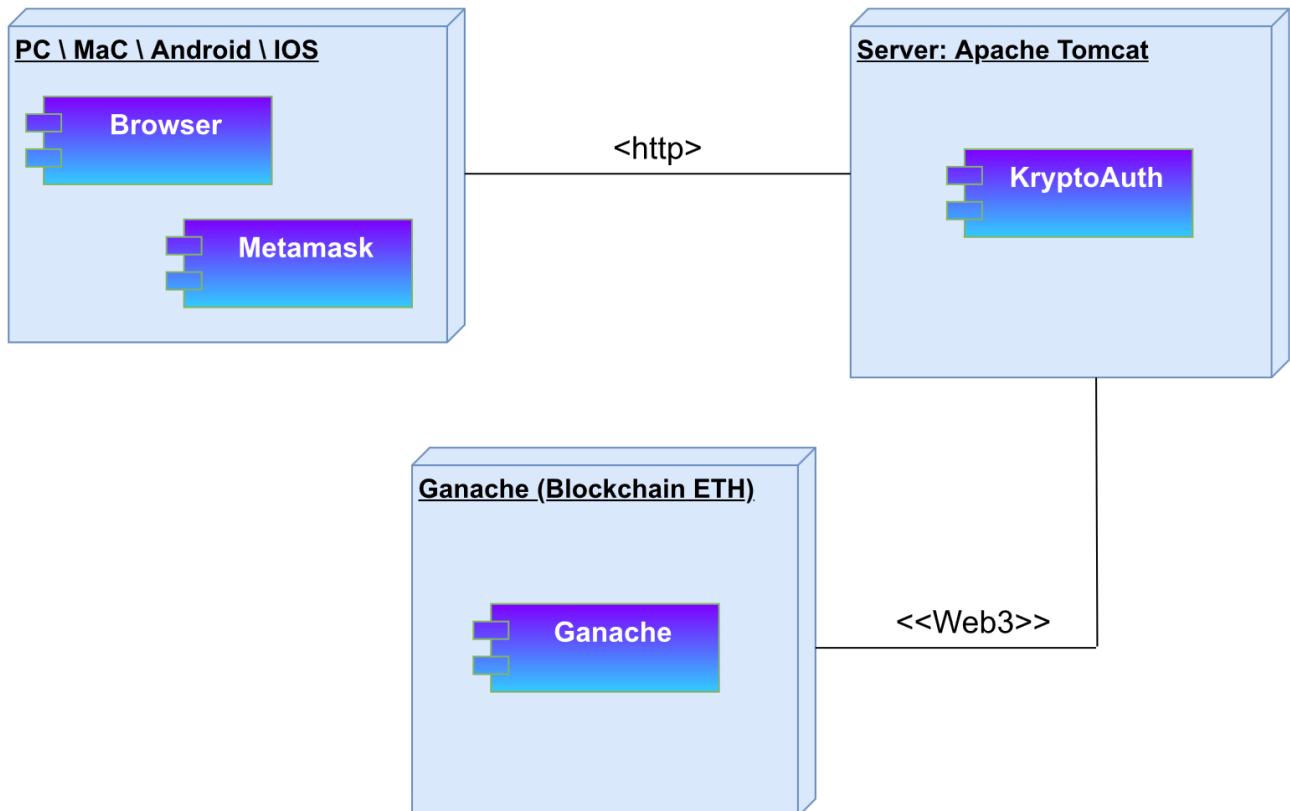 PC \ MaC \ Android \ IOS
Browser
Metamask
<http>
Server: Apache Tomcat
KryptoAuth
Ganache (Blockchain ETH)
Ganache
<<Web3>>